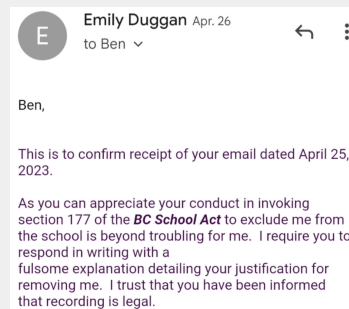 E
Emily Duggan Apr. 26
to Ben
Ben,
This is to confirm receipt of your email dated April 25,
2023.
As you can appreciate your conduct in invoking
section 177 of the BC School Act to exclude me from
the school is beyond troubling for me.  I require you to
respond in writing with a
fulsome explanation detailing your justification for
removing me.  I trust that you have been informed
that recording is legal.